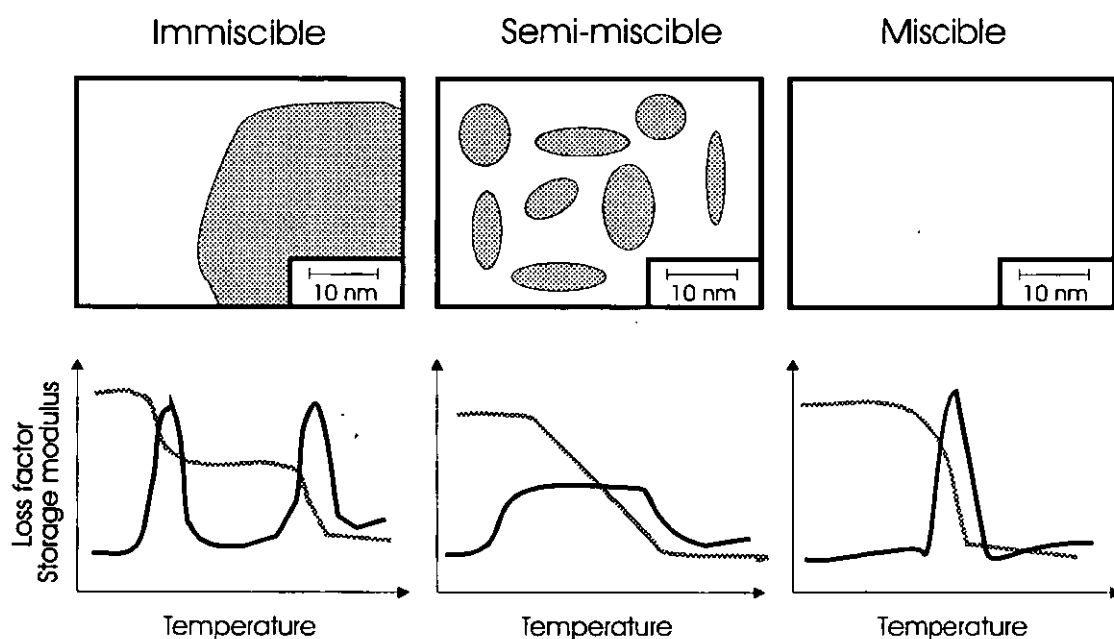 Immiscible
Semi-miscible
Miscible
10 nm
10 nm
10 nm
Loss factor
Storage modulus
Temperature
Temperature
Temperature